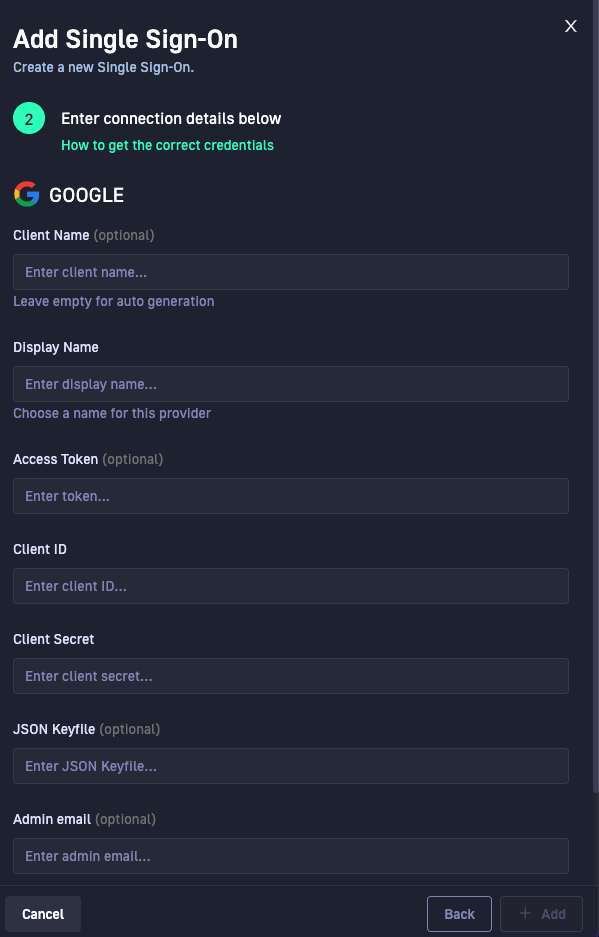 Add Single Sign-On
X
Create a new Single Sign-On.
2
Enter connection details below
How to get the correct credentials
GOOGLE
Client Name (optional)
Enter client name...
Leave empty for auto generation
Display Name
Enter display name...
Choose a name for this provider
Access Token (optional)
Enter token...
Client ID
Enter client ID...
Client Secret
Enter client secret...
JSON Keyfile (optional)
Enter JSON Keyfile...
Admin email (optional)
Enter admin email...
Cancel
Back
+ Add